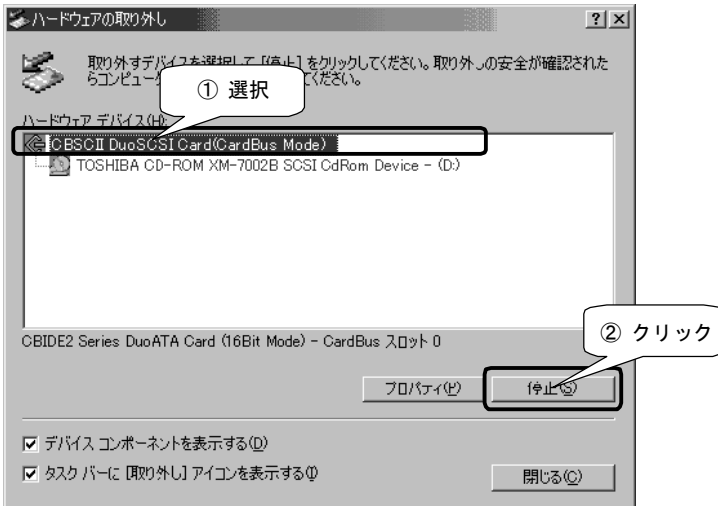 ハードウェアの取り外し
取り外すデバイスを選択して [停止] をクリックしてください。取り外しの安全が確認された
らコンピュータ ください。
① 選択
ハードウェア デバイス(H):
CBSCII DuoSCSI Card(CardBus Mode)
TOSHIBA CD-ROM XM-7002B SCSI CdRom Device - (D:)
CBIDE2 Series DuoATA Card (16Bit Mode) - CardBus スロット 0
② クリック
プロパティ(P)
停止(S)
デバイス コンポーネントを表示する(D)
タスク バーに [取り外し] アイコンを表示する(I)
閉じる(C)